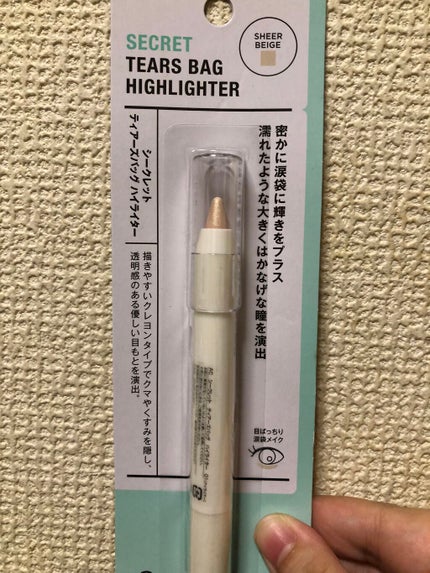 SECRET
TEARS BAG
HIGHLIGHTER
SHEER
BEIGE
密かに涙袋に輝きをプラス
濡れたような大きくはかなげな瞳を演出
シークレット
ティアーズバッグ ハイライター
描きやすいクレヨンタイプでクマやくすみを隠し、
透明感のある優しい目もとを演出。
目ぱっちり
涙袋メイク